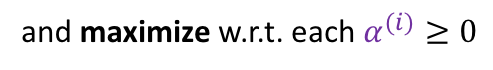 and maximize w.r.t. each α⁽ⁱ⁾ ≥ 0